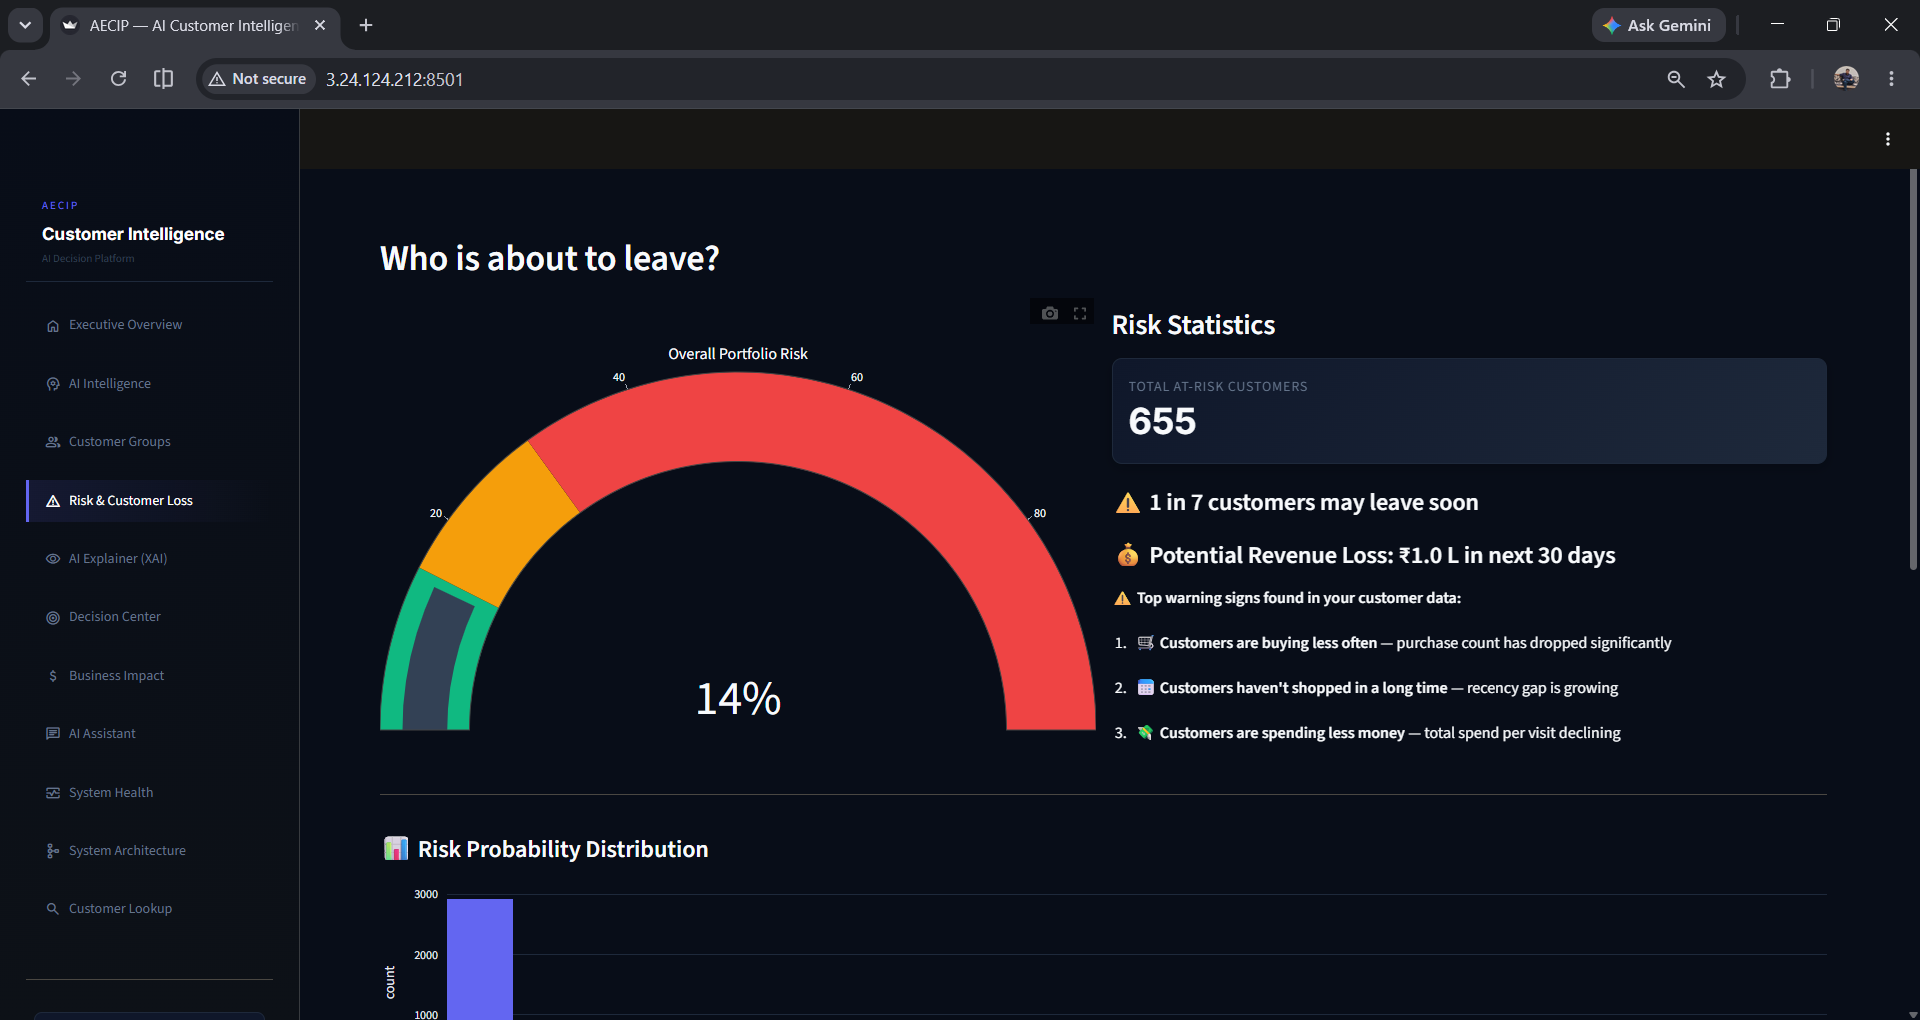 AECIP — AI Customer Intelligen
Ask Gemini
Not secure
3.24.124.212:8501
AECIP
Customer Intelligence
AI Decision Platform
Executive Overview
AI Intelligence
Customer Groups
Risk & Customer Loss
AI Explainer (XAI)
Decision Center
Business Impact
AI Assistant
System Health
System Architecture
Customer Lookup
Who is about to leave?
Overall Portfolio Risk
20
40
60
80
14%
Risk Statistics
TOTAL AT-RISK CUSTOMERS
655
⚠️ 1 in 7 customers may leave soon
💰 Potential Revenue Loss: ₹1.0 L in next 30 days
⚠️ Top warning signs found in your customer data:
1. 🛒 Customers are buying less often — purchase count has dropped significantly
2. 📅 Customers haven't shopped in a long time — recency gap is growing
3. 💸 Customers are spending less money — total spend per visit declining
📊 Risk Probability Distribution
3000
2000
1000
count